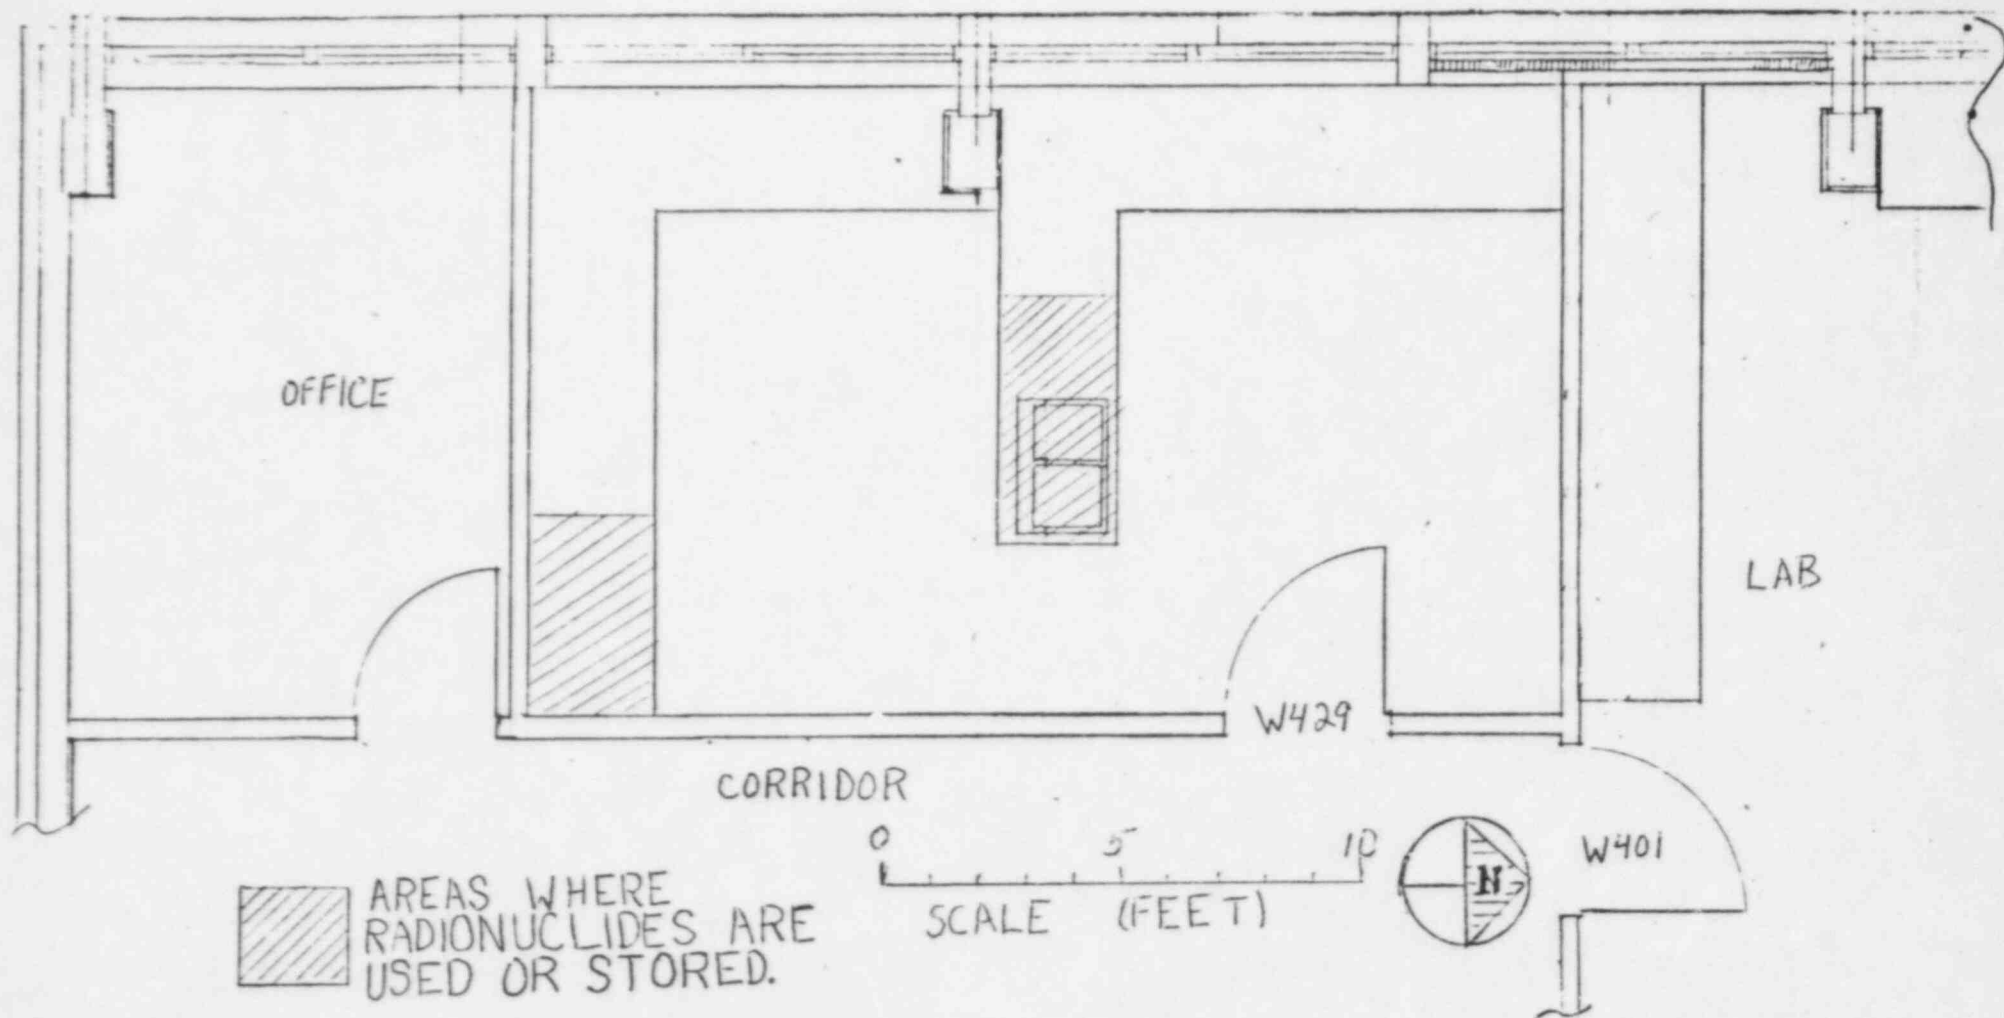 OFFICE
LAB
W429
CORRIDOR
W401
0 5 10
SCALE (FEET)
N
AREAS WHERE
RADIONUCLIDES ARE
USED OR STORED.